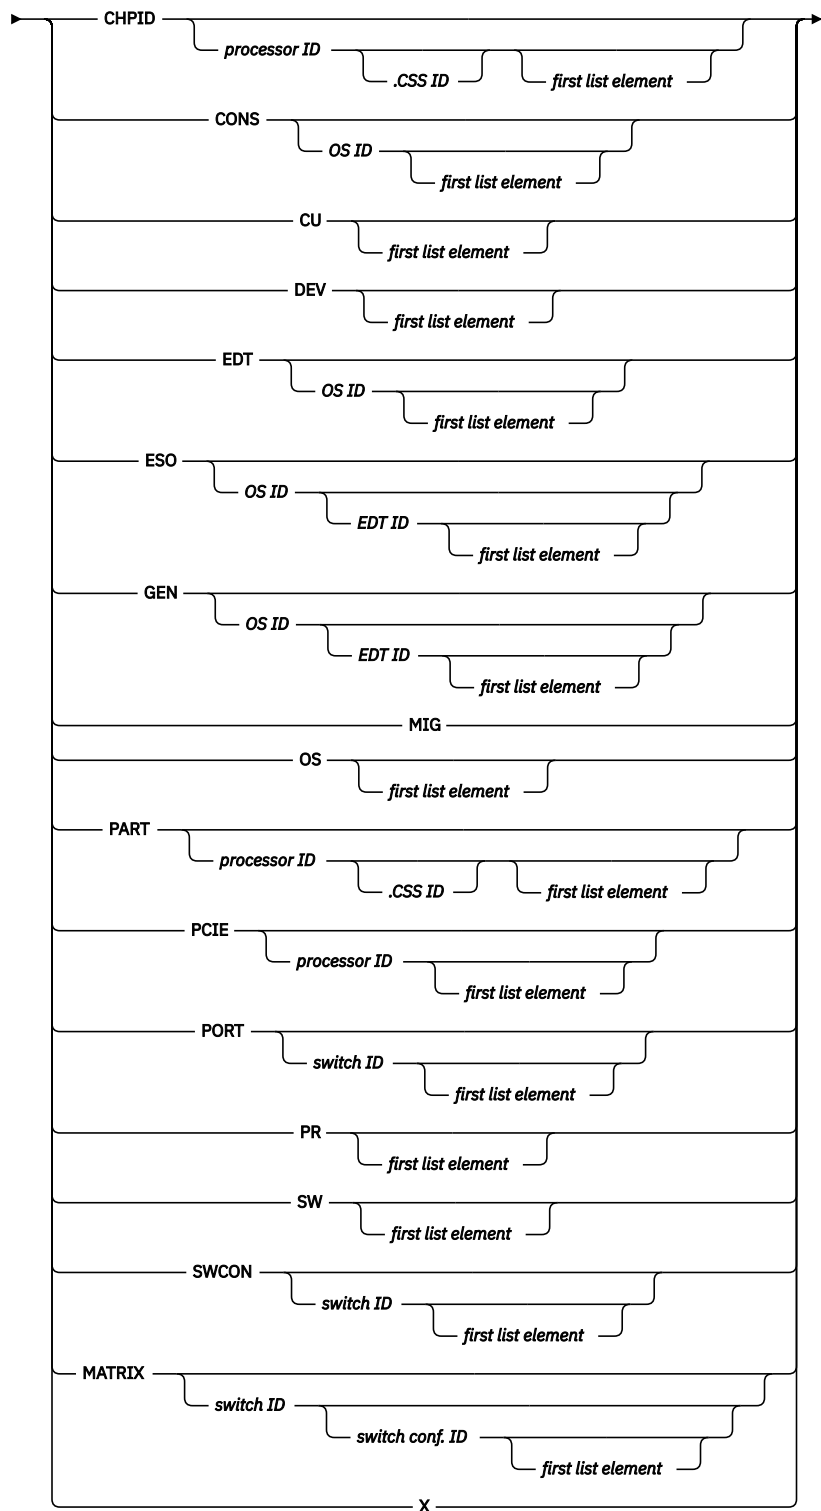 CHPID
processor ID
.CSS ID first list element
CONS
OS ID
first list element
CU
first list element
DEV
first list element
EDT
OS ID
first list element
ESO
OS ID
EDT ID
first list element
GEN
OS ID
EDT ID
first list element
MIG
OS
first list element
PART
processor ID
.CSS ID first list element
PCIE
processor ID
first list element
PORT
switch ID
first list element
PR
first list element
SW
first list element
SWCON
switch ID
first list element
MATRIX
switch ID
switch conf. ID
first list element
X